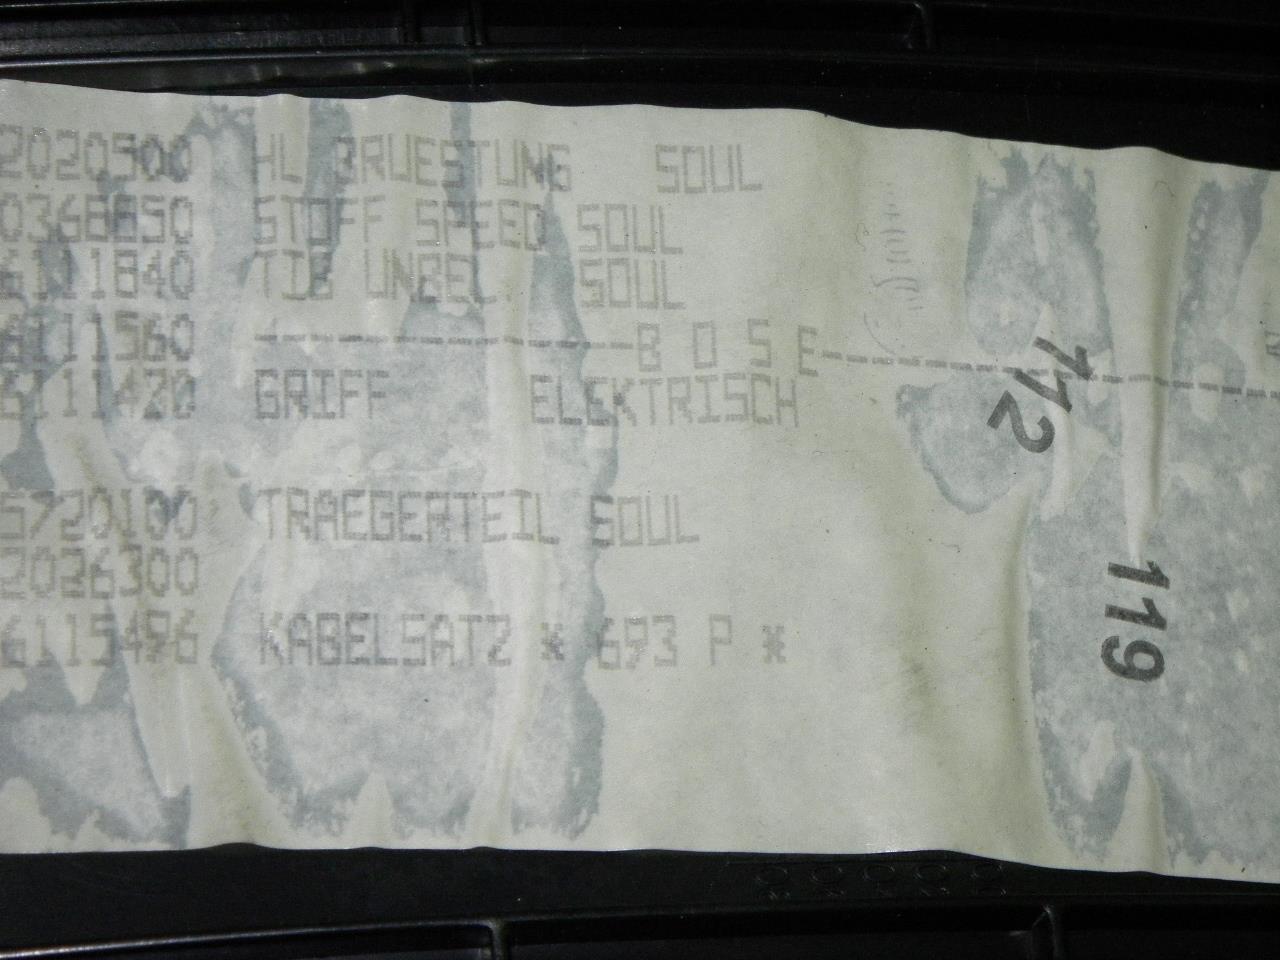 2020500 HL BRUESTUNG SOUL
0368850 STOFF SPEED SOUL
6111840 TIB UNBEL SOUL
6111560 ----------------------B O S E----------------------
6111420 GRIFF ELEKTRISCH
5720100 TRAEGERTEIL SOUL
2026300
6115496 KABELSATZ * 693 P *
112
119